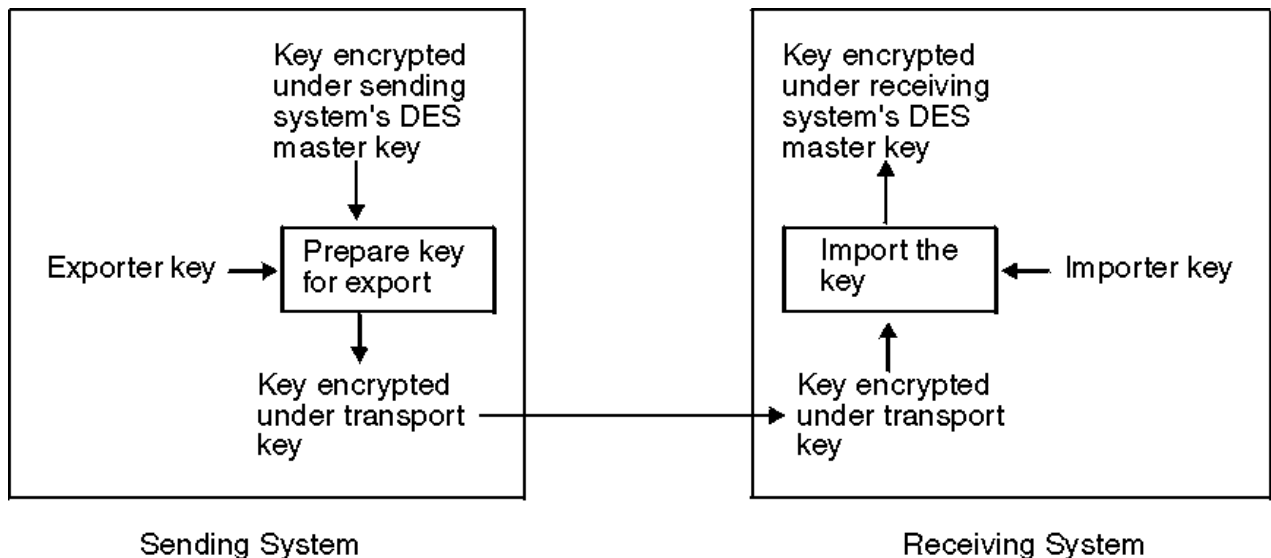 Key encrypted
under sending
system's DES
master key
Exporter key
Prepare key
for export
Key encrypted
under transport
key
Sending System
Key encrypted
under receiving
system's DES
master key
Import the
key
Importer key
Key encrypted
under transport
key
Receiving System